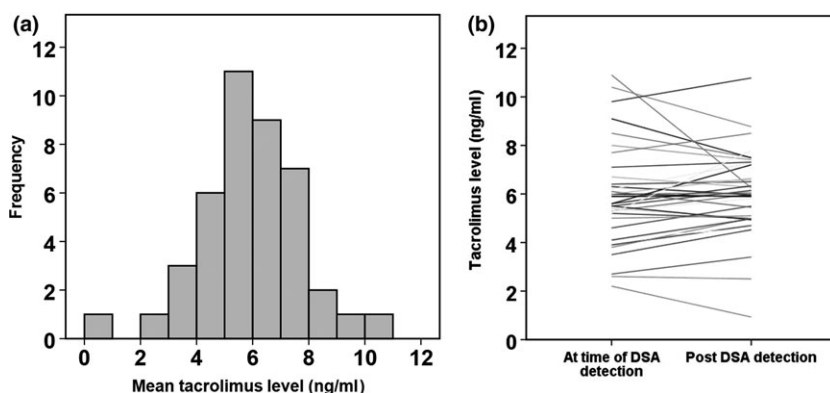 (a)
Frequency
12
10
8
6
4
2
0
0 2 4 6 8 10 12
Mean tacrolimus level (ng/ml)
(b)
Tacrolimus level (ng/ml)
12
10
8
6
4
2
0
At time of DSA
detection
Post DSA detection